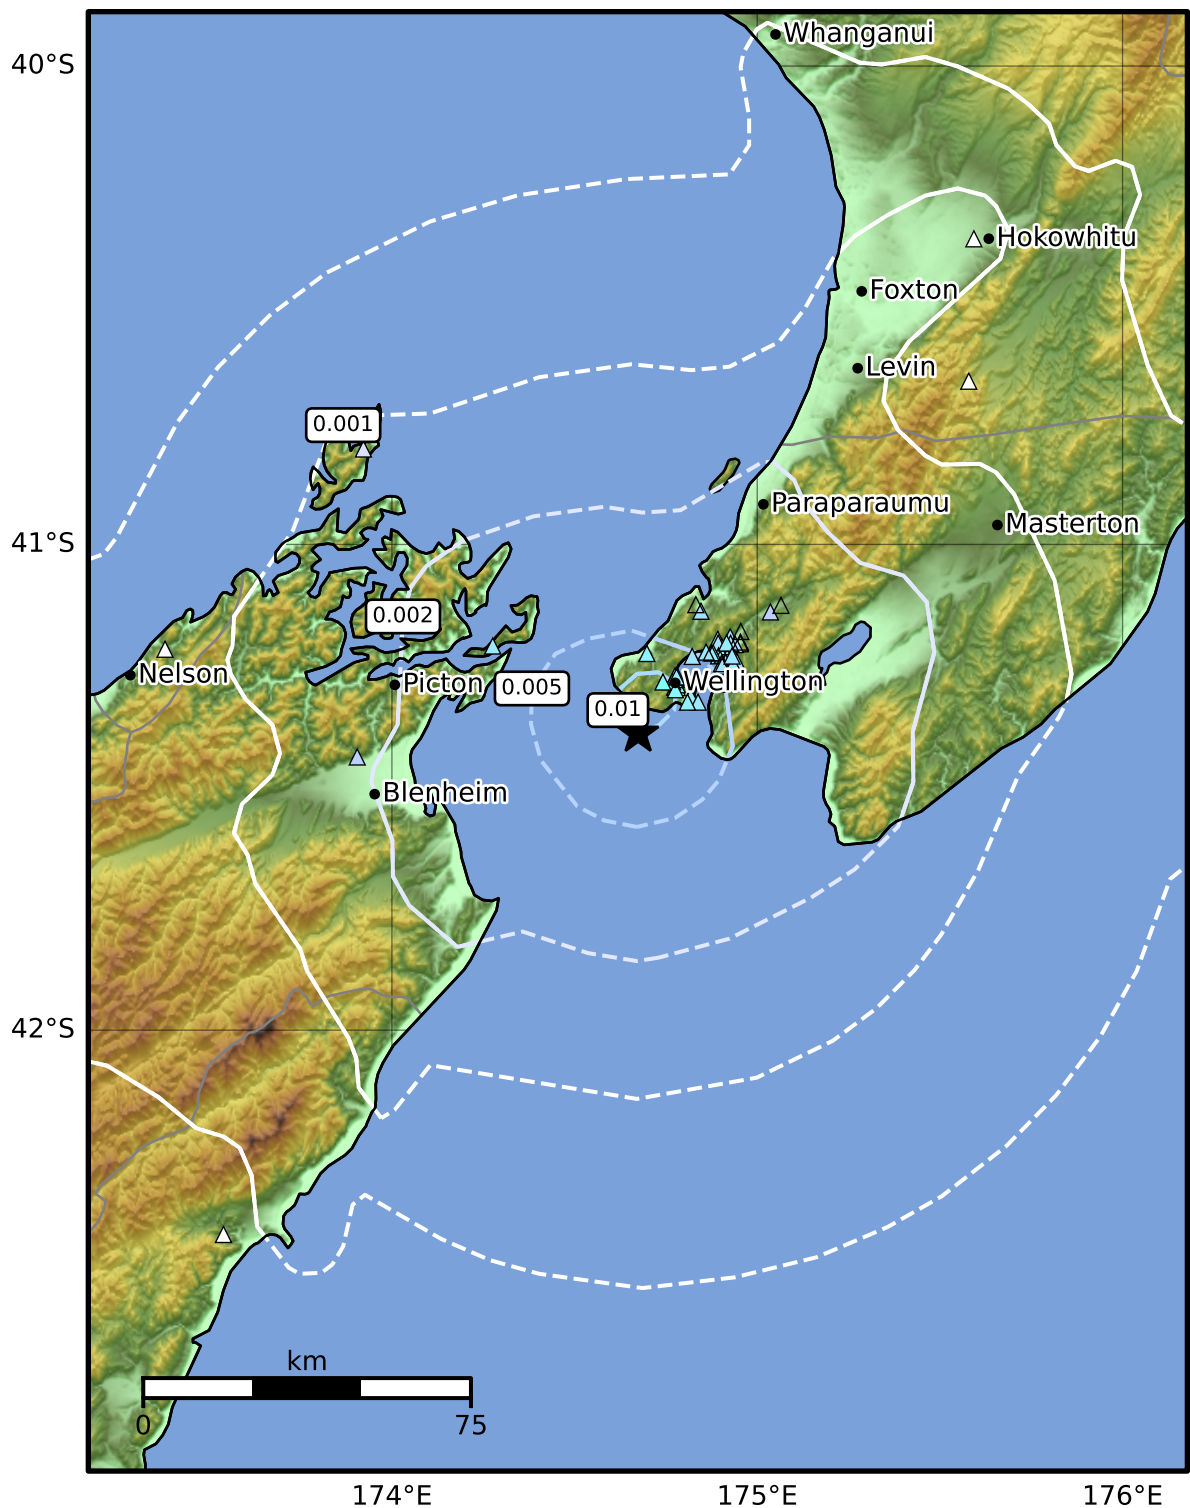 Whanganui
40°S
Hokowhitu
Foxton
Levin
0.001
Paraparaumu
Masterton
41°S
0.002
Nelson
Picton
0.005
Wellington
0.01
Blenheim
42°S
km
0
75
174°E
175°E
176°E